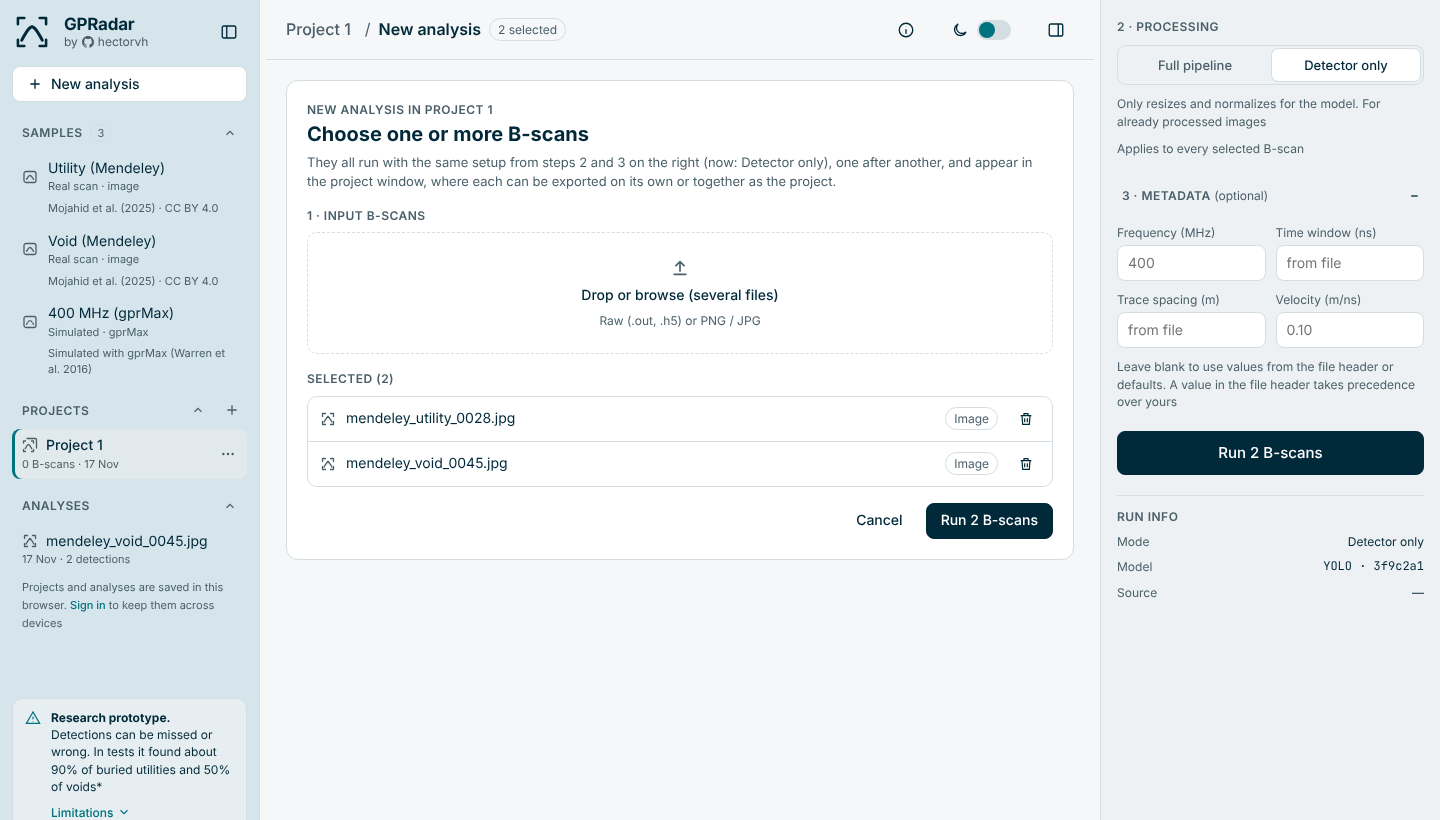 GPRadar
by hectorvh
New analysis
SAMPLES 3
Utility (Mendeley)
Real scan · image
Mojahid et al. (2025) · CC BY 4.0
Void (Mendeley)
Real scan · image
Mojahid et al. (2025) · CC BY 4.0
400 MHz (gprMax)
Simulated · gprMax
Simulated with gprMax (Warren et
al. 2016)
PROJECTS
Project 1
0 B-scans · 17 Nov
ANALYSES
mendeley_void_0045.jpg
17 Nov · 2 detections
Projects and analyses are saved in this
browser. Sign in to keep them across
devices
Research prototype.
Detections can be missed or
wrong. In tests it found about
90% of buried utilities and 50%
of voids*
Limitations
Project 1 / New analysis 2 selected
NEW ANALYSIS IN PROJECT 1
Choose one or more B-scans
They all run with the same setup from steps 2 and 3 on the right (now: Detector only), one after another, and appear in
the project window, where each can be exported on its own or together as the project.
1 · INPUT B-SCANS
Drop or browse (several files)
Raw (.out, .h5) or PNG / JPG
SELECTED (2)
mendeley_utility_0028.jpg Image
mendeley_void_0045.jpg Image
Cancel Run 2 B-scans
2 · PROCESSING
Full pipeline Detector only
Only resizes and normalizes for the model. For
already processed images
Applies to every selected B-scan
3 · METADATA (optional)
Frequency (MHz) Time window (ns)
400 from file
Trace spacing (m) Velocity (m/ns)
from file 0.10
Leave blank to use values from the file header or
defaults. A value in the file header takes precedence
over yours
Run 2 B-scans
RUN INFO
Mode Detector only
Model YOLO · 3f9c2a1
Source —